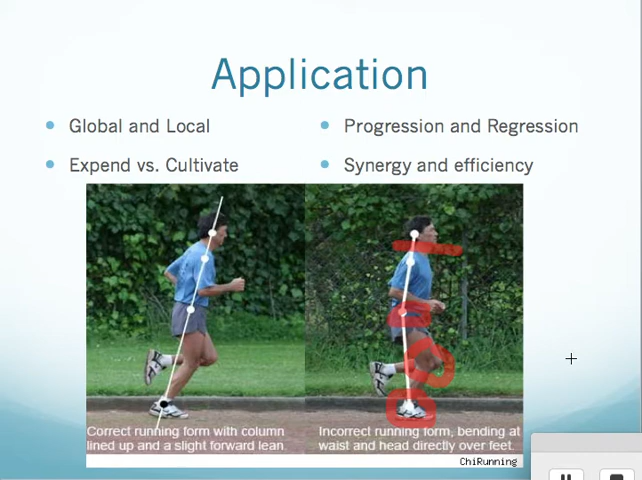 Application
Global and Local
Expend vs. Cultivate
Progression and Regression
Synergy and efficiency
Correct running form with column
lined up and a slight forward lean.
Incorrect running form, bending at
waist and head directly over feet.
ChiRunning